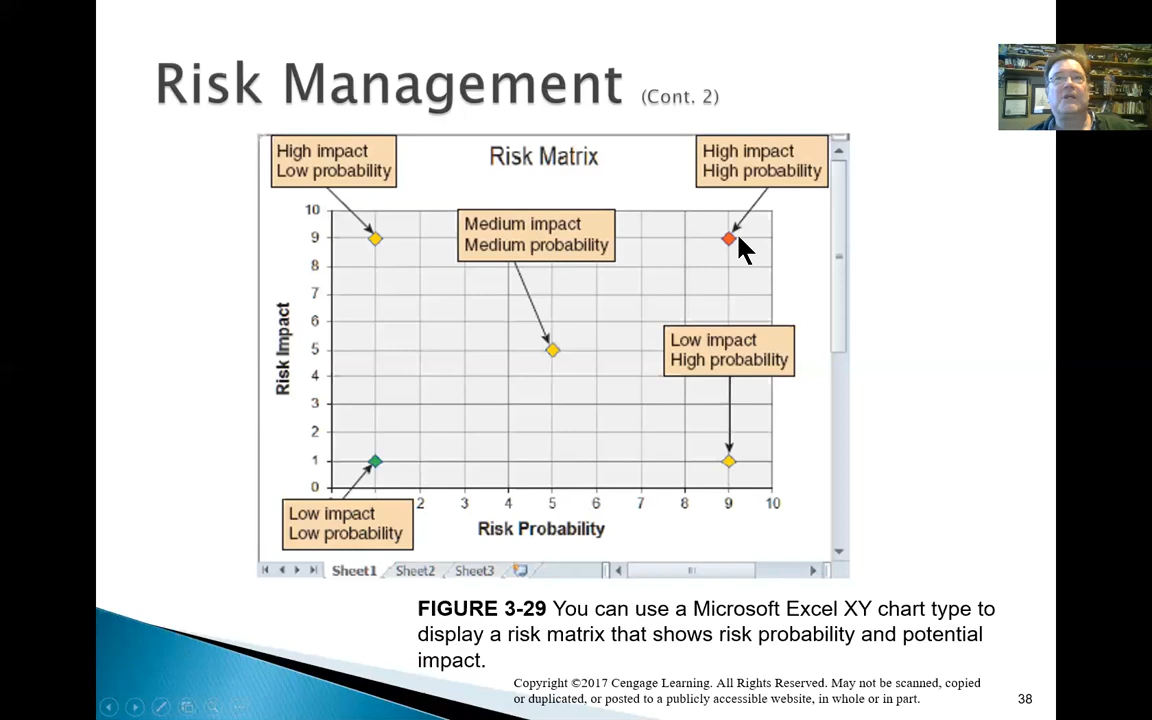 Risk Management (Cont. 2)
High impact
Low probability
Risk Matrix
High impact
High probability
Medium impact
Medium probability
Low impact
High probability
Low impact
Low probability
Risk Impact
10
9
8
7
6
5
4
3
2
1
0
2 3 4 5 6 7 8 9 10
Risk Probability
Sheet1 Sheet2 Sheet3
FIGURE 3-29 You can use a Microsoft Excel XY chart type to
display a risk matrix that shows risk probability and potential
impact.
Copyright ©2017 Cengage Learning. All Rights Reserved. May not be scanned, copied
or duplicated, or posted to a publicly accessible website, in whole or in part.
38